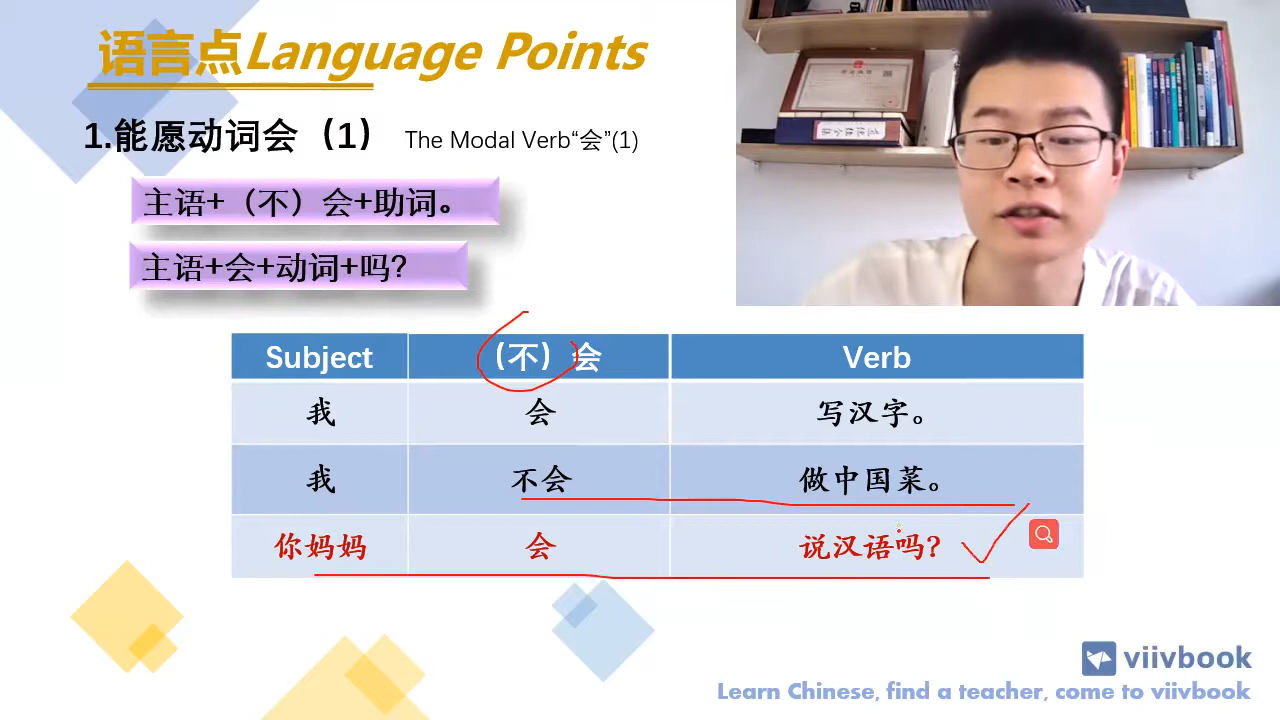 语言点Language Points
1.能愿动词会（1） The Modal Verb“会”(1)
主语+（不）会+助词。
主语+会+动词+吗?
Subject （不）会 Verb
我 会 写汉字。
我 不会 做中国菜。
你妈妈 会 说汉语吗?
viivbook
Learn Chinese, find a teacher, come to viivbook